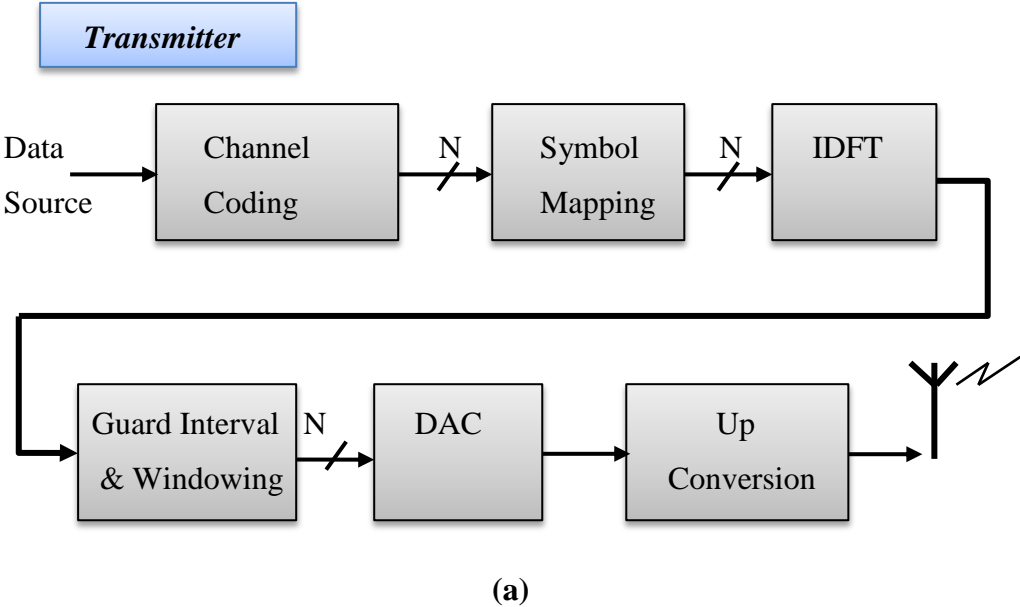 Transmitter
Data
Source
Channel
Coding
N
Symbol
Mapping
N
IDFT
Guard Interval
& Windowing
N
DAC
Up
Conversion
(a)